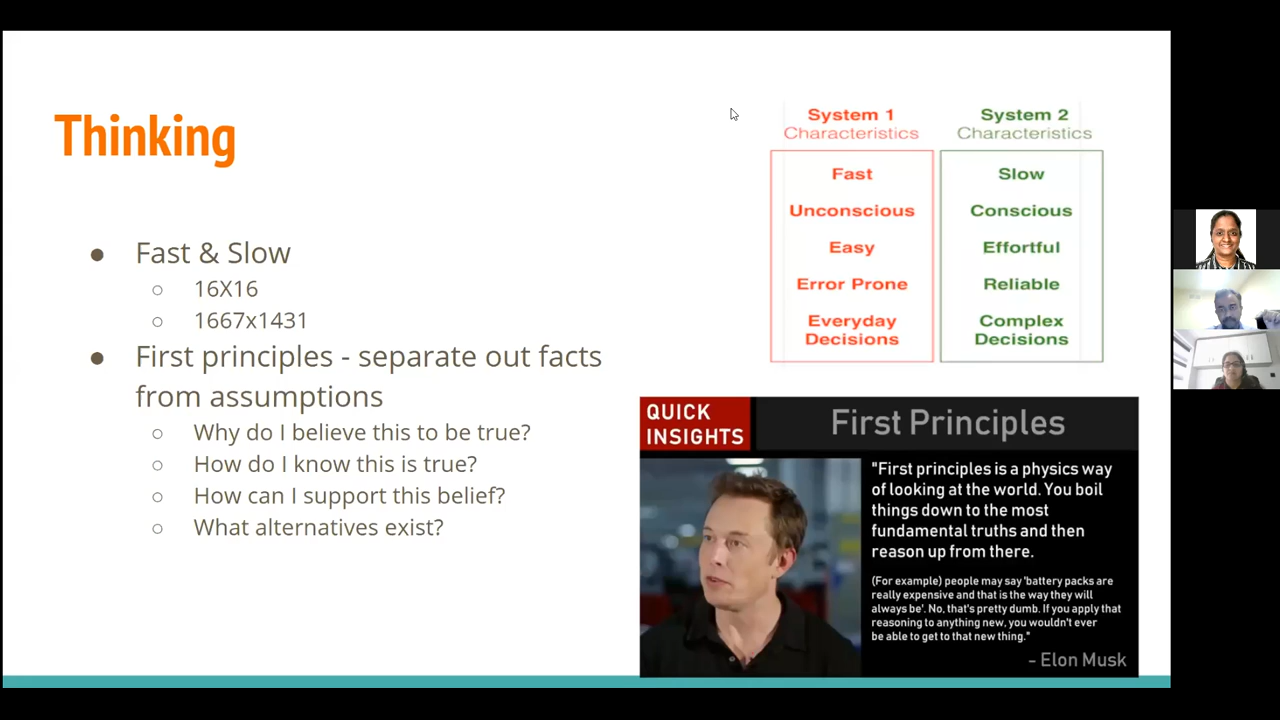 Thinking
Fast & Slow
16X16
1667x1431
First principles - separate out facts
from assumptions
Why do I believe this to be true?
How do I know this is true?
How can I support this belief?
What alternatives exist?
System 1
Characteristics
Fast
Unconscious
Easy
Error Prone
Everyday
Decisions
System 2
Characteristics
Slow
Conscious
Effortful
Reliable
Complex
Decisions
QUICK
INSIGHTS
First Principles
"First principles is a physics way
of looking at the world. You boil
things down to the most
fundamental truths and then
reason up from there.
(For example) people may say 'battery packs are
really expensive and that is the way they will
always be'. No, that's pretty dumb. If you apply that
reasoning to anything new, you wouldn't ever
be able to get to that new thing."
- Elon Musk